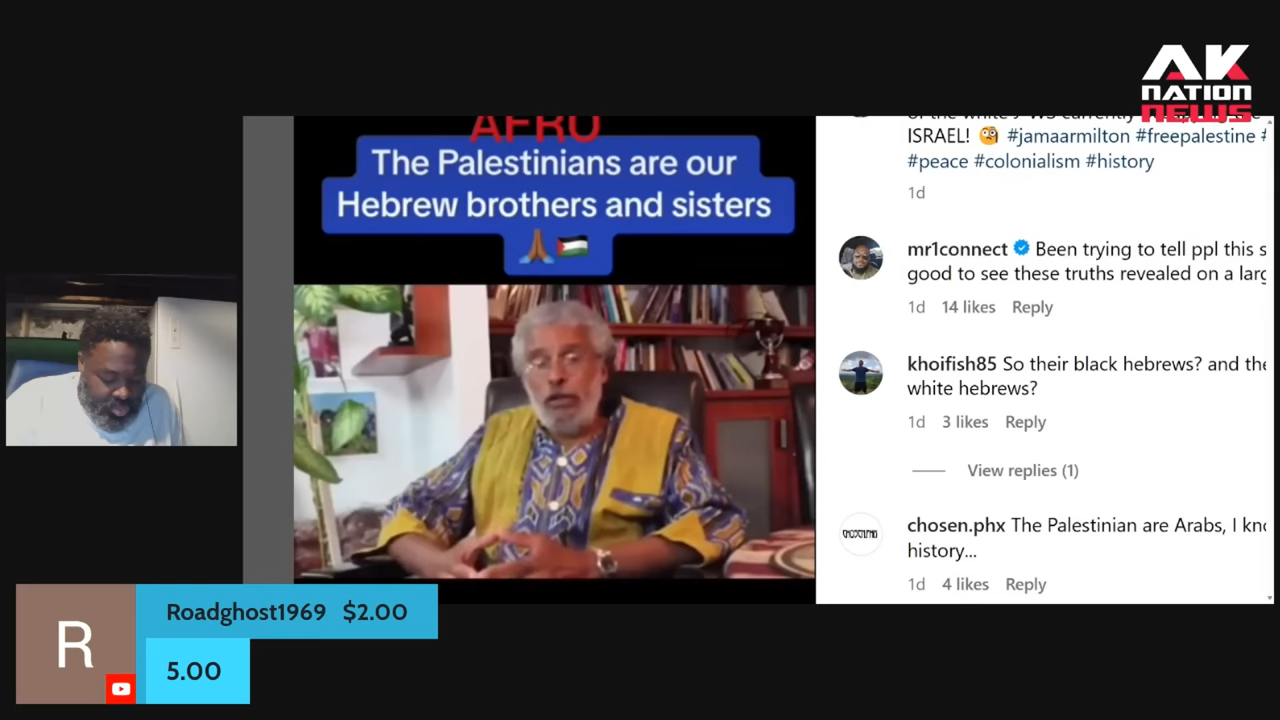 AK
NATION
NEWS
AFRO
The Palestinians are our
Hebrew brothers and sisters
🙏🏾🇵🇸
ISRAEL! 🧐 #jamaarmilton #freepalestine
#peace #colonialism #history
1d
mr1connect Been trying to tell ppl this
good to see these truths revealed on a
1d 14 likes Reply
khoifish85 So their black hebrews? and
white hebrews?
1d 3 likes Reply
View replies (1)
chosen.phx The Palestinian are Arabs, I
history...
1d 4 likes Reply
R
Roadghost1969 $2.00
5.00